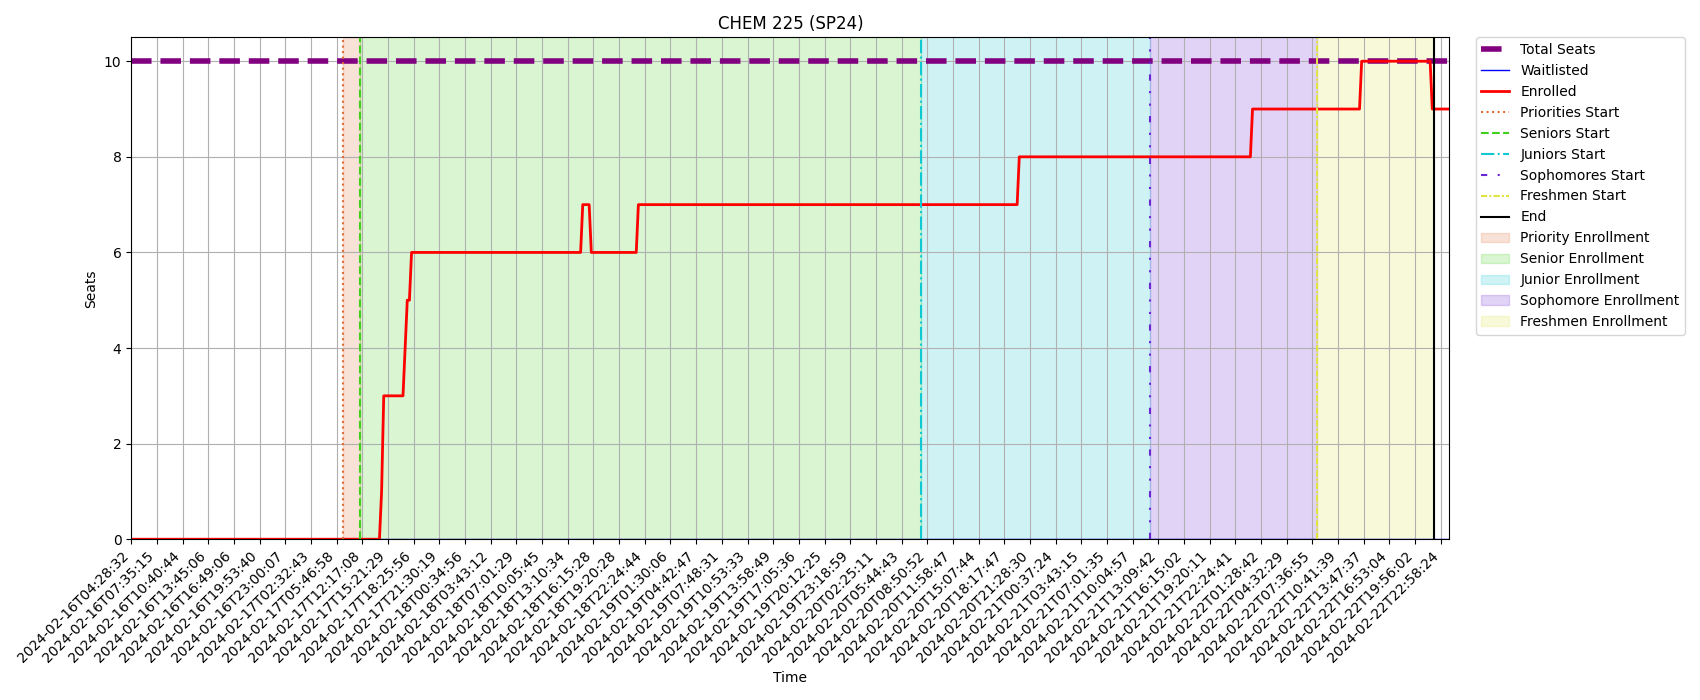 CHEM 225 (SP24)
Total Seats
Waitlisted
Enrolled
Priorities Start
Seniors Start
Juniors Start
Sophomores Start
Freshmen Start
End
Priority Enrollment
Senior Enrollment
Junior Enrollment
Sophomore Enrollment
Freshmen Enrollment
Seats
10
8
6
4
2
0
2024-02-16T04:28:32
2024-02-16T07:35:15
2024-02-16T10:40:44
2024-02-16T13:45:06
2024-02-16T16:49:06
2024-02-16T19:53:40
2024-02-16T23:00:07
2024-02-17T02:32:43
2024-02-17T05:46:58
2024-02-17T12:17:08
2024-02-17T15:21:29
2024-02-17T18:25:56
2024-02-17T21:30:19
2024-02-18T00:34:56
2024-02-18T03:43:12
2024-02-18T07:01:29
2024-02-18T10:05:45
2024-02-18T13:10:34
2024-02-18T16:15:28
2024-02-18T19:20:28
2024-02-18T22:24:44
2024-02-19T01:30:06
2024-02-19T04:42:47
2024-02-19T07:48:31
2024-02-19T10:53:33
2024-02-19T13:58:49
2024-02-19T17:05:36
2024-02-19T20:12:25
2024-02-19T23:18:59
2024-02-20T02:25:11
2024-02-20T05:44:43
2024-02-20T08:50:52
2024-02-20T11:58:47
2024-02-20T15:07:44
2024-02-20T18:17:47
2024-02-20T21:28:30
2024-02-21T00:37:24
2024-02-21T03:43:15
2024-02-21T07:01:35
2024-02-21T10:04:57
2024-02-21T13:09:42
2024-02-21T16:15:02
2024-02-21T19:20:11
2024-02-21T22:24:41
2024-02-22T01:28:42
2024-02-22T04:32:29
2024-02-22T07:36:55
2024-02-22T10:41:39
2024-02-22T13:47:37
2024-02-22T16:53:04
2024-02-22T19:56:02
2024-02-22T22:58:24
Time